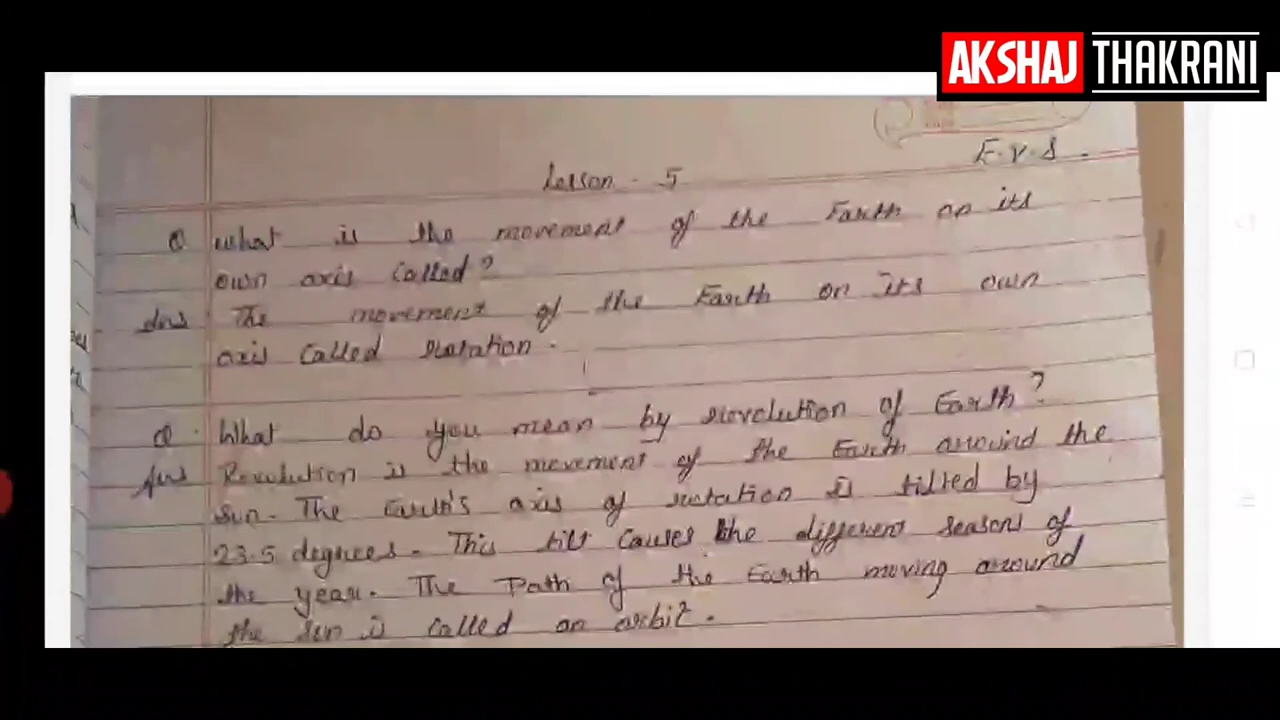 AKSHAJ THAKRANI
E.V.S.
Lesson - 5
Q What is the movement of the Earth on its
own axis called?
Ans The movement of the Earth on its own
axis called rotation.
Q. What do you mean by revolution of Earth?
Ans Revolution is the movement of the Earth around the
sun. The Earth's axis of rotation is tilted by
23.5 degrees. This tilt causes the different seasons of
the year. The Path of the Earth moving around
the sun is called an orbit.